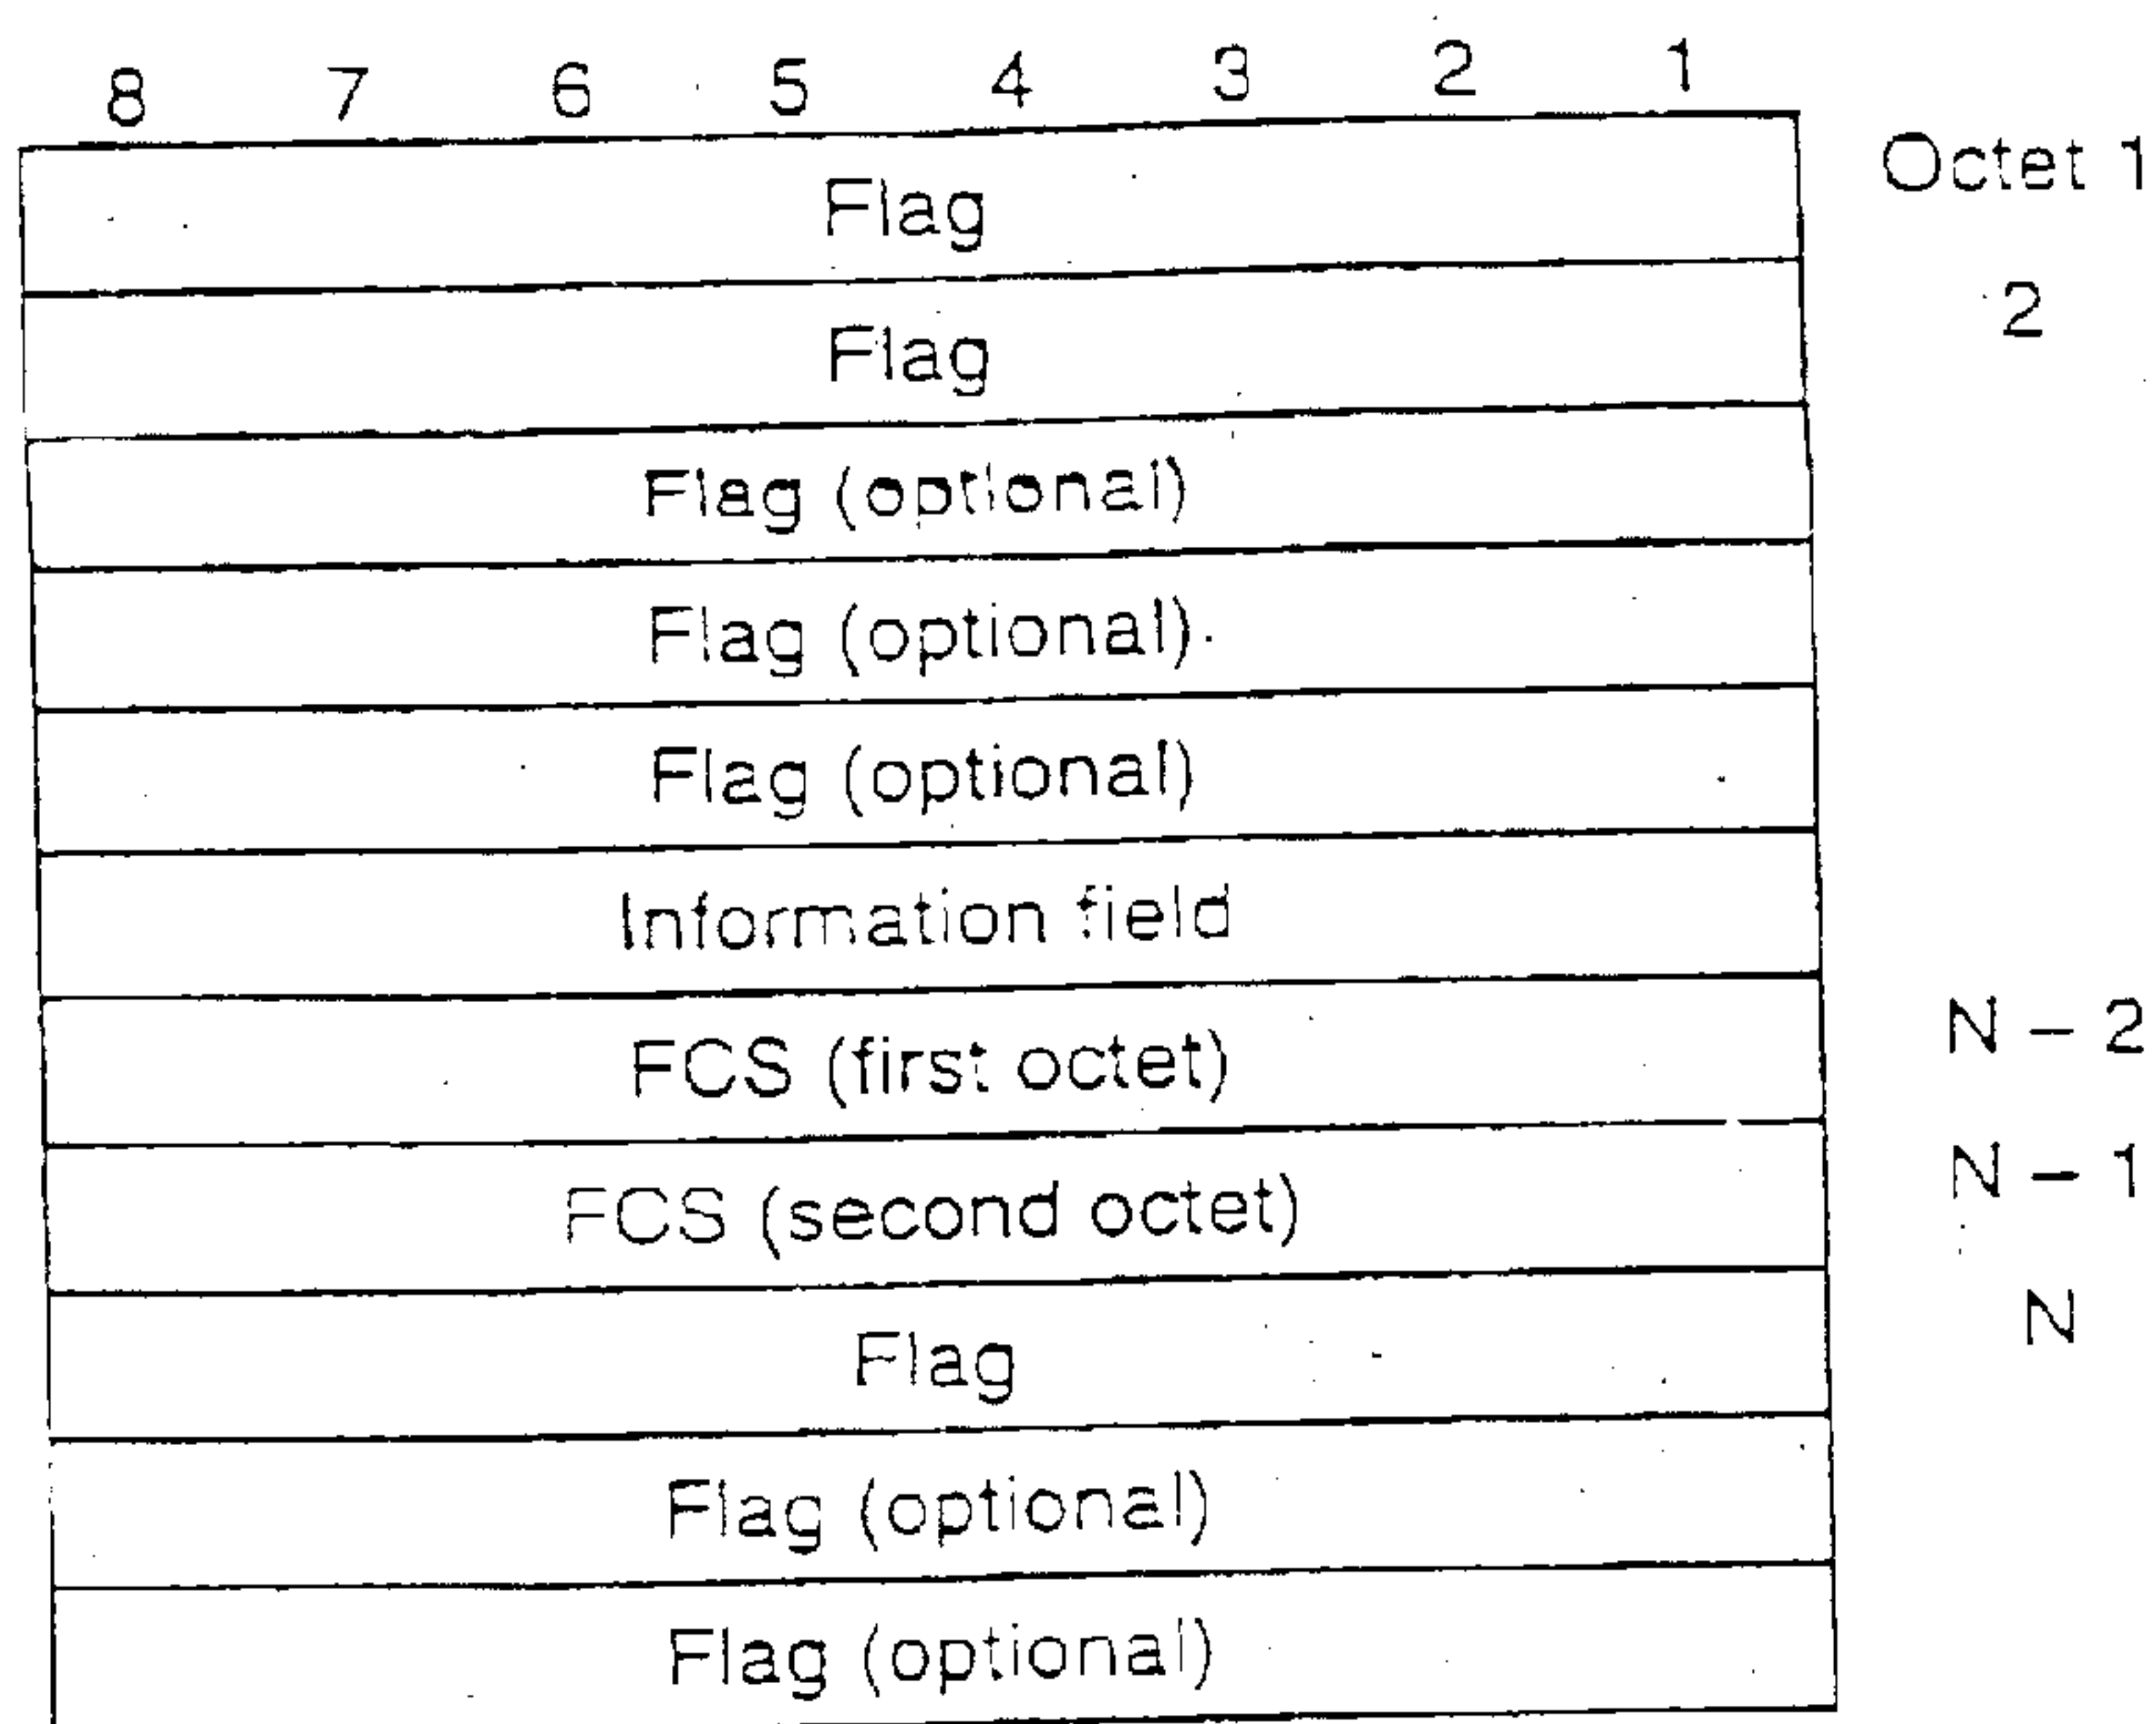 8 7 6 5 4 3 2 1
Flag Octet 1
Flag 2
Flag (optional)
Flag (optional)
Flag (optional)
Information field
FCS (first octet) N - 2
FCS (second octet) N - 1
Flag N
Flag (optional)
Flag (optional)